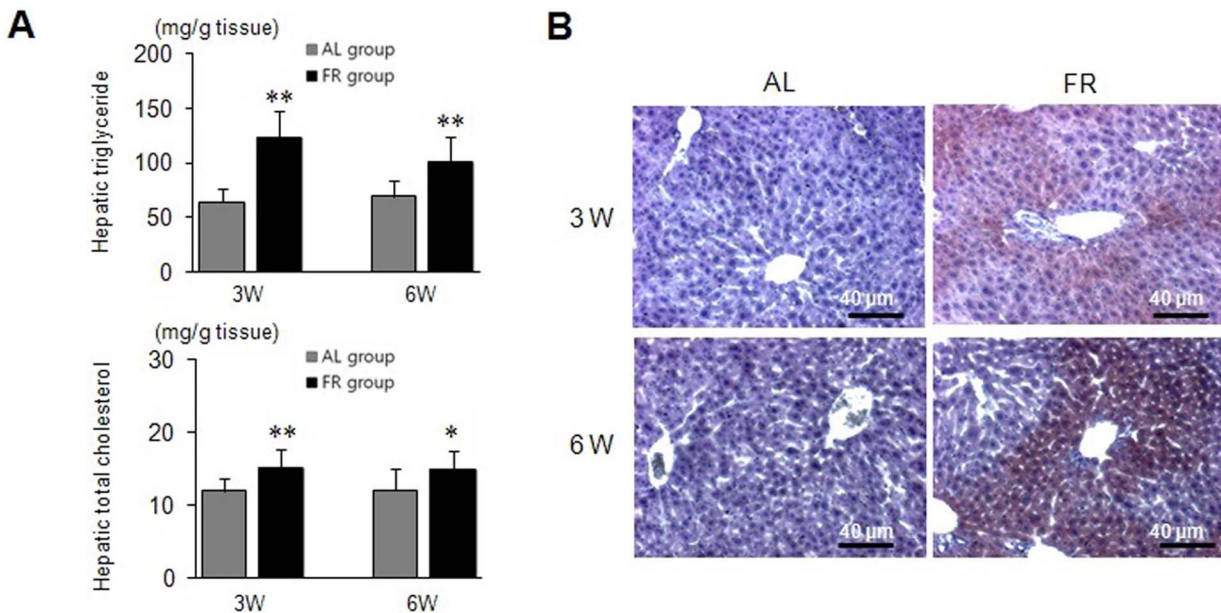 A
(mg/g tissue)
Hepatic triglyceride
200
150
100
50
0
AL group
FR group
**
**
3W
6W
(mg/g tissue)
Hepatic total cholesterol
30
20
10
0
AL group
FR group
**
*
3W
6W
B
AL
FR
3 W
40 µm
40 µm
6 W
40 µm
40 µm